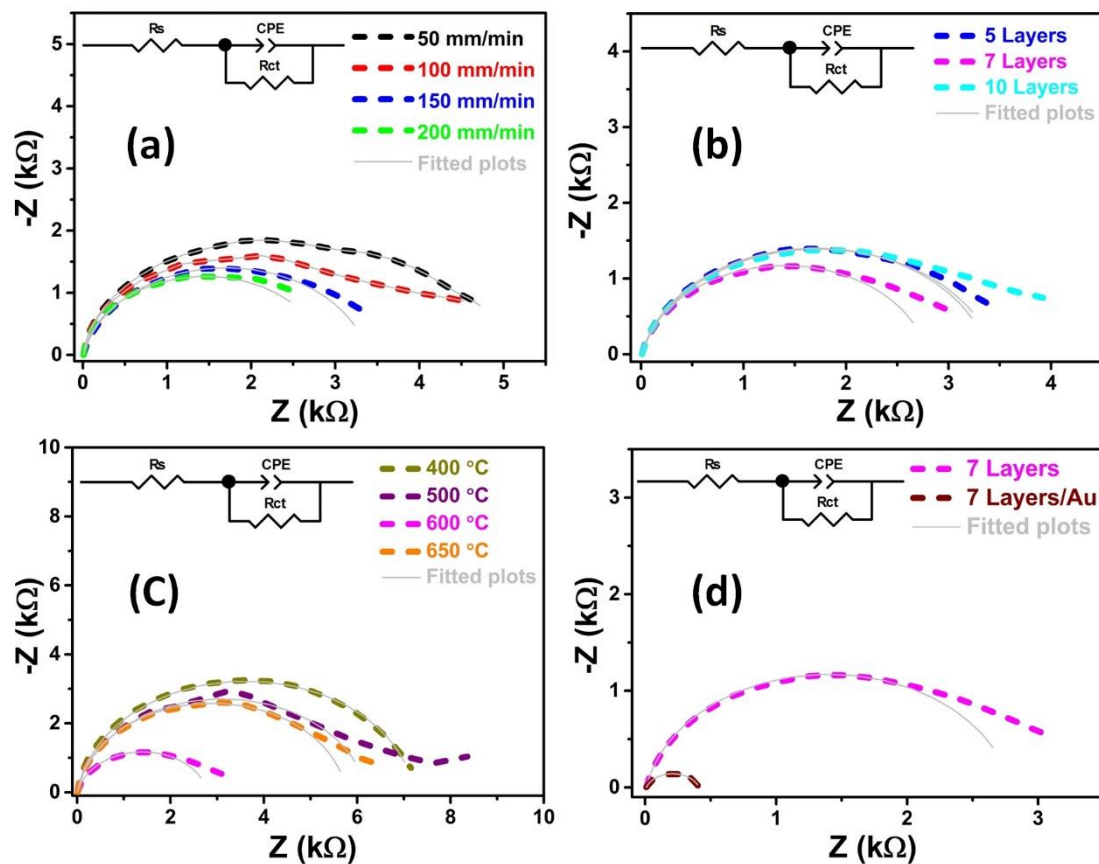 Rs CPE
Rct
50 mm/min
100 mm/min
150 mm/min
200 mm/min
Fitted plots
(a)
-Z (kΩ)
5
4
3
2
1
0
0 1 2 3 4 5
Z (kΩ)
Rs CPE
Rct
5 Layers
7 Layers
10 Layers
Fitted plots
(b)
-Z (kΩ)
4
3
2
1
0
0 1 2 3 4
Z (kΩ)
Rs CPE
Rct
400 °C
500 °C
600 °C
650 °C
Fitted plots
(C)
-Z (kΩ)
10
8
6
4
2
0
0 2 4 6 8 10
Z (kΩ)
Rs CPE
Rct
7 Layers
7 Layers/Au
Fitted plots
(d)
-Z (kΩ)
3
2
1
0
0 1 2 3
Z (kΩ)